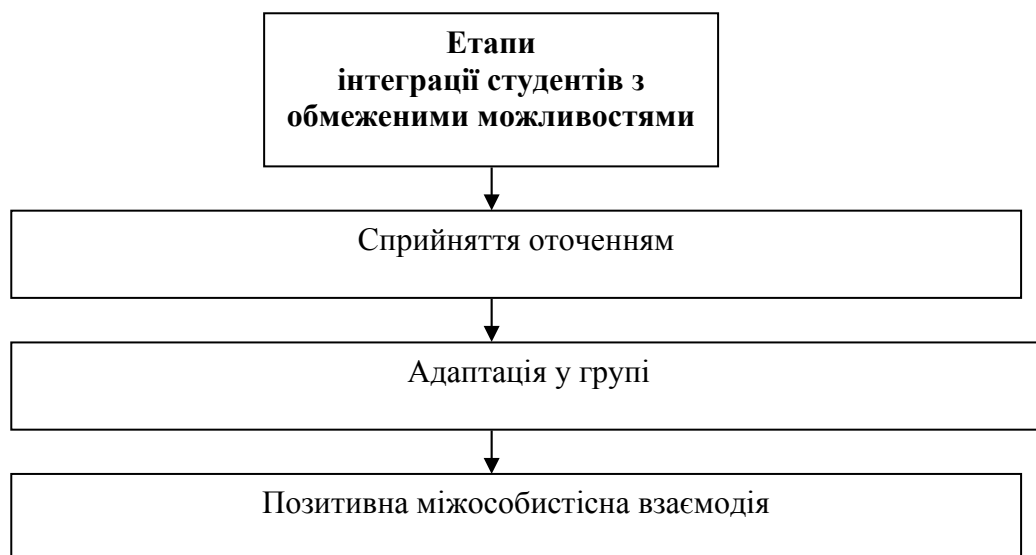 Етапи
інтеграції студентів з
обмеженими можливостями
Сприйняття оточенням
Адаптація у групі
Позитивна міжособистісна взаємодія